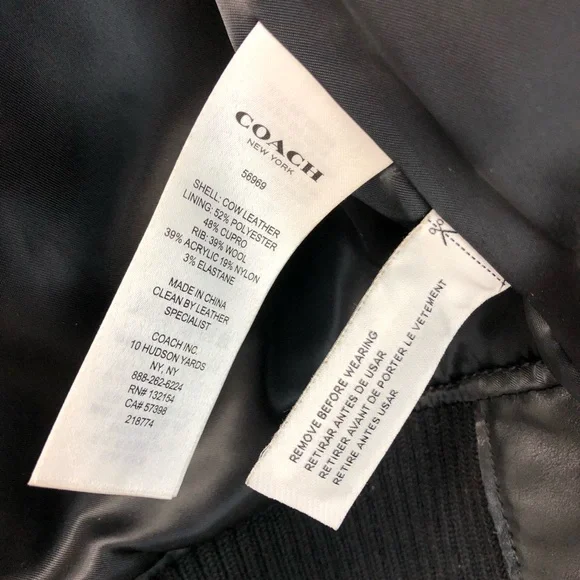 COACH
NEW YORK
56969
SHELL: COW LEATHER
LINING: 52% POLYESTER
48% CUPRO
RIB: 39% WOOL
39% ACRYLIC 19% NYLON
3% ELASTANE
MADE IN CHINA
CLEAN BY LEATHER
SPECIALIST
COACH INC
10 HUDSON YARDS
NY, NY
888-262-6224
RN# 132154
CA# 57398
218774
REMOVE BEFORE WEARING
RETIRAR ANTES DE USAR
RETIRER AVANT DE PORTER LE VETEMENT
RETIRE ANTES USAR